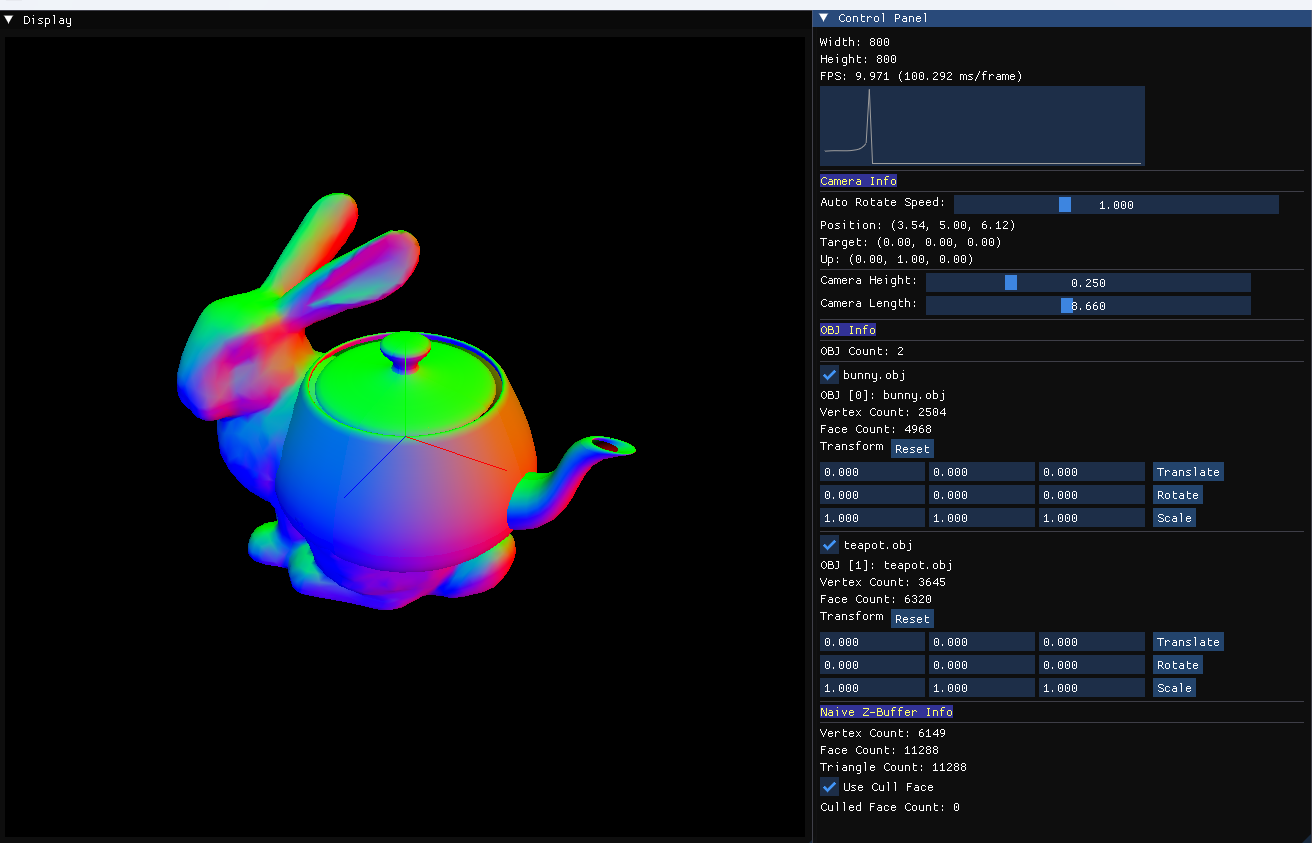 Display
Control Panel
Width: 800
Height: 800
FPS: 9.971 (100.292 ms/frame)
Camera Info
Auto Rotate Speed: 1.000
Position: (3.54, 5.00, 6.12)
Target: (0.00, 0.00, 0.00)
Up: (0.00, 1.00, 0.00)
Camera Height: 0.250
Camera Length: 8.660
OBJ Info
OBJ Count: 2
bunny.obj
OBJ [0]: bunny.obj
Vertex Count: 2504
Face Count: 4968
Transform Reset
0.000 0.000 0.000 Translate
0.000 0.000 0.000 Rotate
1.000 1.000 1.000 Scale
teapot.obj
OBJ [1]: teapot.obj
Vertex Count: 3645
Face Count: 6320
Transform Reset
0.000 0.000 0.000 Translate
0.000 0.000 0.000 Rotate
1.000 1.000 1.000 Scale
Naive Z-Buffer Info
Vertex Count: 6149
Face Count: 11288
Triangle Count: 11288
Use Cull Face
Culled Face Count: 0